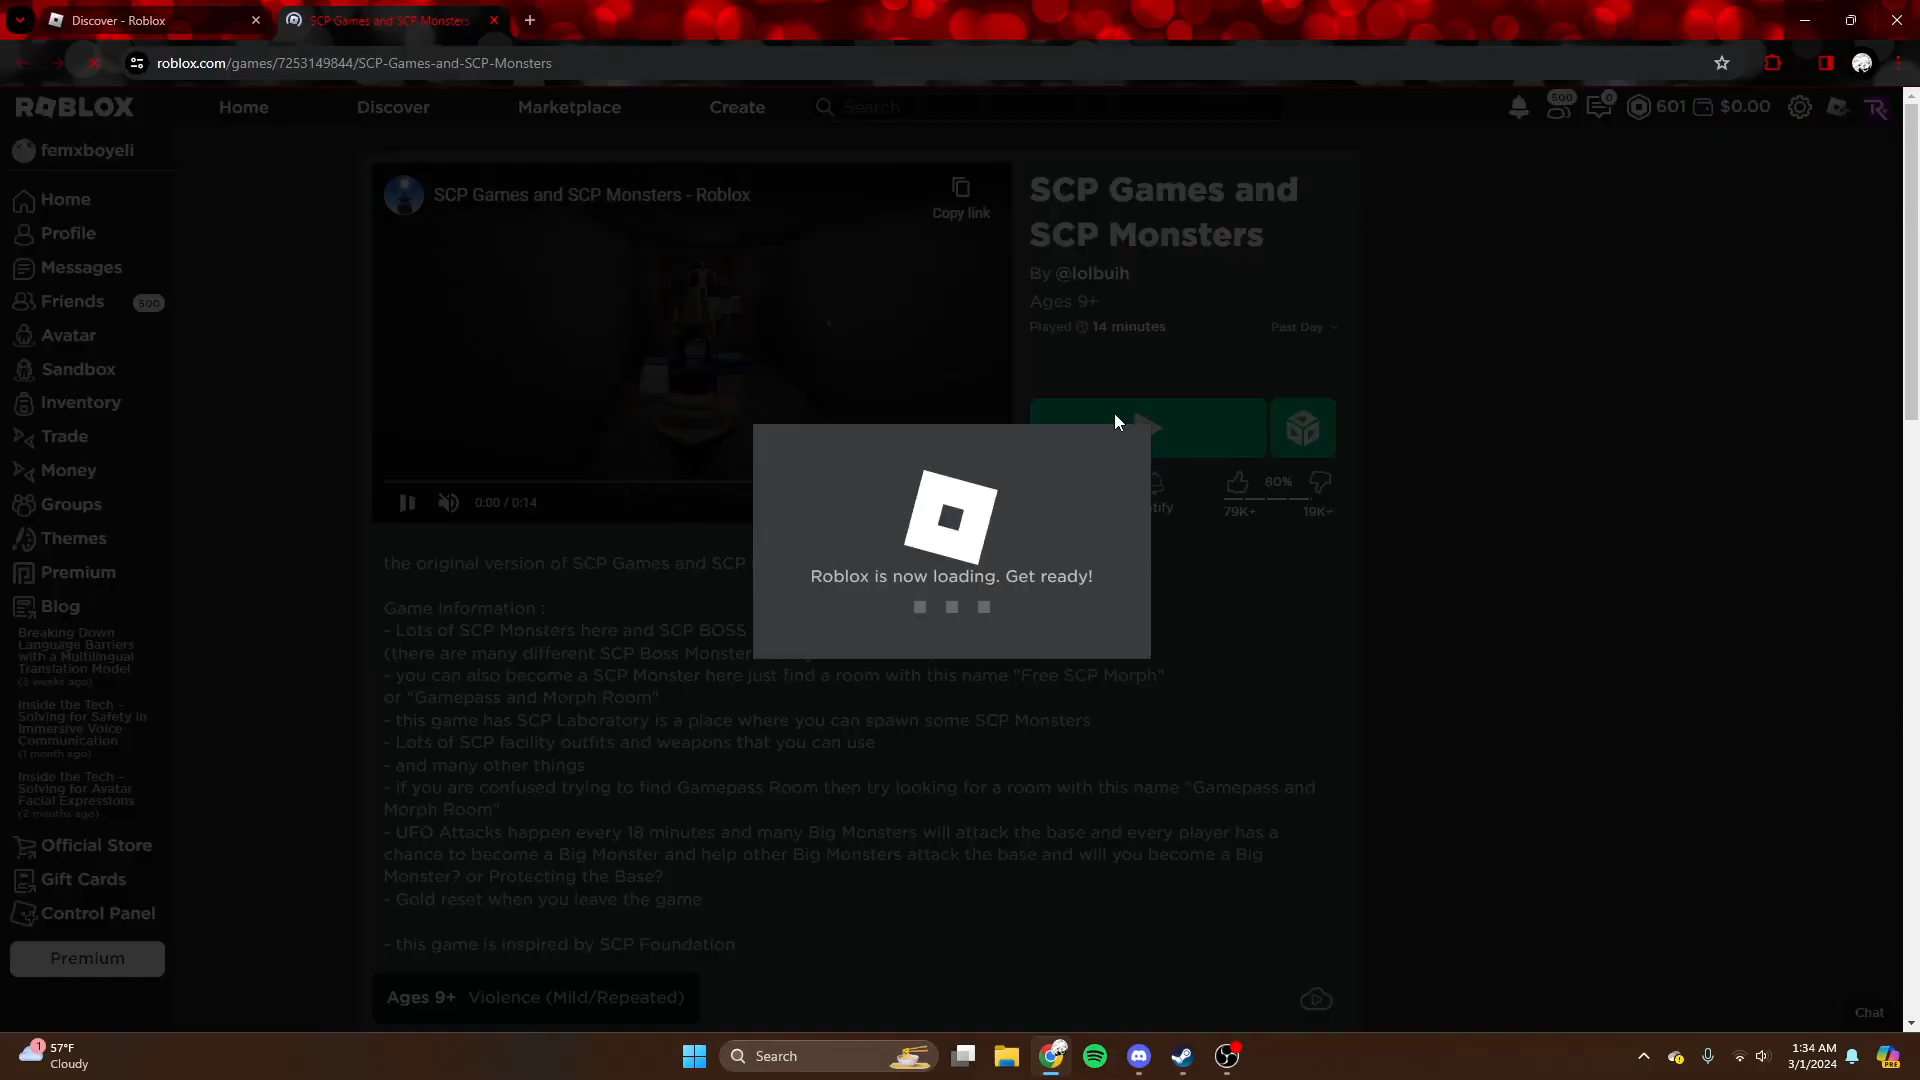 Discover - Roblox
SCP Games and SCP Monsters
roblox.com/games/7253149844/SCP-Games-and-SCP-Monsters
ROBLOX
Home
Discover
Marketplace
Create
Search
500
0
601
$0.00
femxboyeli
Home
Profile
Messages
Friends 500
Avatar
Sandbox
Inventory
Trade
Money
Groups
Themes
Premium
Blog
Breaking Down
Language Barriers
with a Multilingual
Translation Model
(3 weeks ago)
Inside the Tech -
Solving for Safety in
Immersive Voice
Communication
(1 month ago)
Inside the Tech -
Solving for Avatar
Facial Expressions
(2 months ago)
Official Store
Gift Cards
Control Panel
Premium
SCP Games and SCP Monsters - Roblox
Copy link
0:00 / 0:14
SCP Games and
SCP Monsters
By @lolbuih
Ages 9+
Played 14 minutes
Past Day
80%
79K+
19K+
Roblox is now loading. Get ready!
the original version of SCP Games and SCP
Game Information :
- Lots of SCP Monsters here and SCP BOSS
(there are many different SCP Boss Monster
- you can also become a SCP Monster here just find a room with this name "Free SCP Morph"
or "Gamepass and Morph Room"
- this game has SCP Laboratory is a place where you can spawn some SCP Monsters
- Lots of SCP facility outfits and weapons that you can use
- and many other things
- if you are confused trying to find Gamepass Room then try looking for a room with this name "Gamepass and
Morph Room"
- UFO Attacks happen every 18 minutes and many Big Monsters will attack the base and every player has a
chance to become a Big Monster and help other Big Monsters attack the base and will you become a Big
Monster? or Protecting the Base?
- Gold reset when you leave the game
- this game is inspired by SCP Foundation
Ages 9+ Violence (Mild/Repeated)
Chat
1
57°F
Cloudy
Search
1:34 AM
3/1/2024
PRE